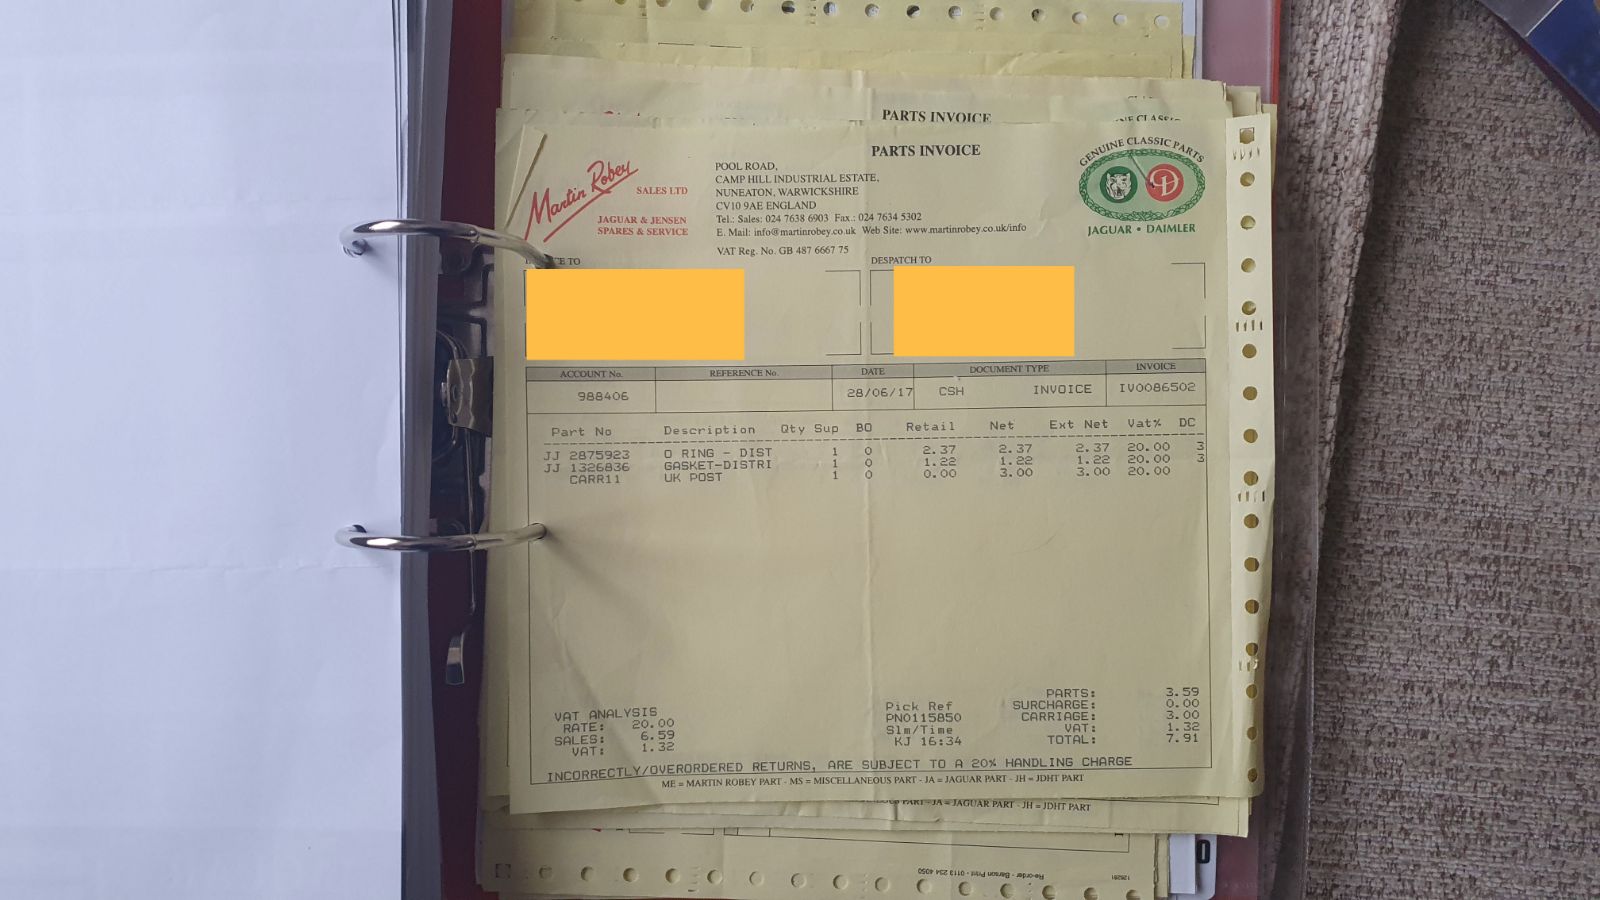 PARTS INVOICE
PARTS INVOICE
GENUINE CLASSIC PARTS
JAGUAR • DAIMLER
Martin Robey
SALES LTD
JAGUAR & JENSEN
SPARES & SERVICE
POOL ROAD,
CAMP HILL INDUSTRIAL ESTATE,
NUNEATON, WARWICKSHIRE
CV10 9AE ENGLAND
Tel.: Sales: 024 7638 6903 Fax.: 024 7634 5302
E. Mail: info@martinrobey.co.uk Web Site: www.martinrobey.co.uk/info
VAT Reg. No. GB 487 6667 75
TO
DESPATCH TO
ACCOUNT No. REFERENCE No. DATE DOCUMENT TYPE INVOICE
988406 28/06/17 CSH INVOICE IV0086502
Part No Description Qty Sup BO Retail Net Ext Net Vat% DC
JJ 2875923 O RING - DIST 1 0 2.37 2.37 2.37 20.00 3
JJ 1326836 GASKET-DISTRI 1 0 1.22 1.22 1.22 20.00 3
CARR11 UK POST 1 0 0.00 3.00 3.00 20.00
VAT ANALYSIS
RATE: 20.00
SALES: 6.59
VAT: 1.32
Pick Ref
PN0115850
Slm/Time
KJ 16:34
PARTS: 3.59
SURCHARGE: 0.00
CARRIAGE: 3.00
VAT: 1.32
TOTAL: 7.91
INCORRECTLY/OVERORDERED RETURNS, ARE SUBJECT TO A 20% HANDLING CHARGE
ME = MARTIN ROBEY PART - MS = MISCELLANEOUS PART - JA = JAGUAR PART - JH = JDHT PART
PART - JA = JAGUAR PART - JH = JDHT PART
Re-order - Benson Print - 0113 254 4050